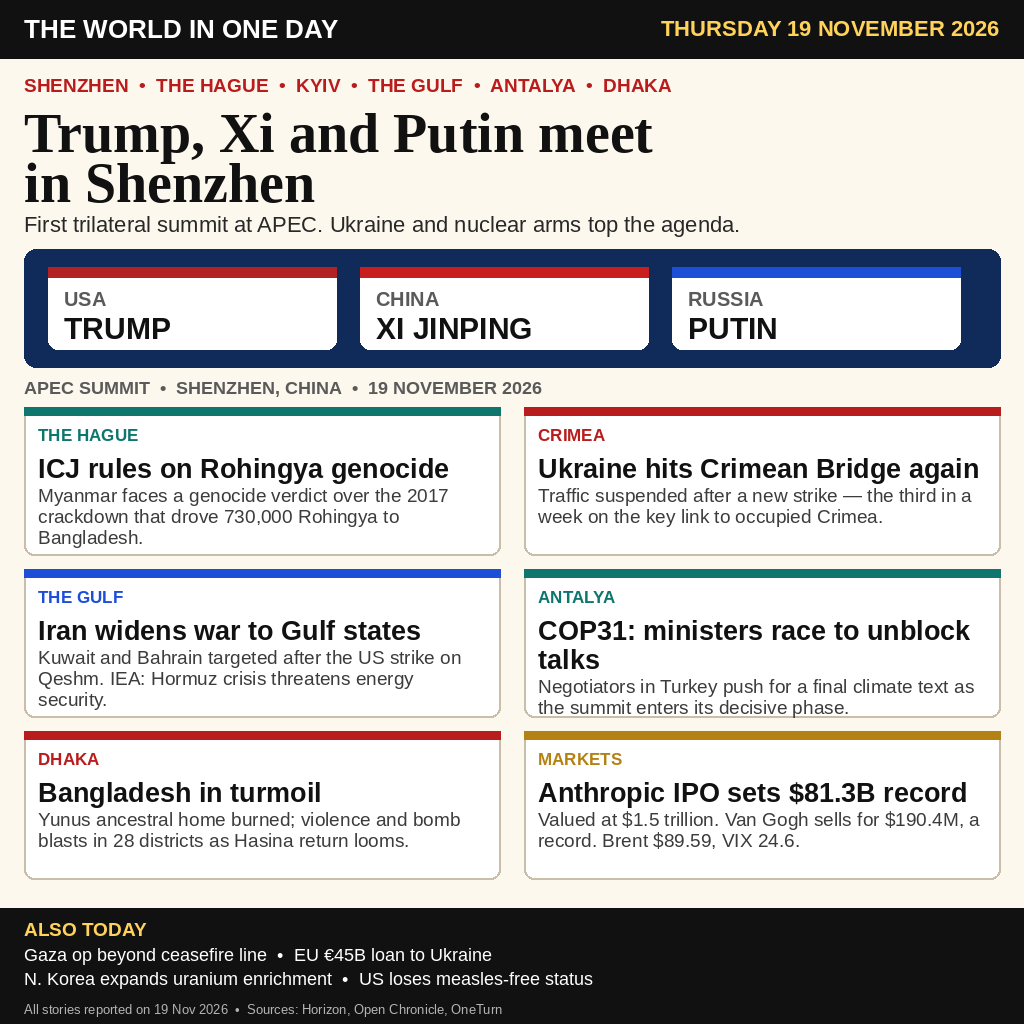 THE WORLD IN ONE DAY
THURSDAY 19 NOVEMBER 2026
SHENZHEN • THE HAGUE • KYIV • THE GULF • ANTALYA • DHAKA
Trump, Xi and Putin meet
in Shenzhen
First trilateral summit at APEC. Ukraine and nuclear arms top the agenda.
USA
TRUMP
CHINA
XI JINPING
RUSSIA
PUTIN
APEC SUMMIT • SHENZHEN, CHINA • 19 NOVEMBER 2026
THE HAGUE
ICJ rules on Rohingya genocide
Myanmar faces a genocide verdict over the 2017
crackdown that drove 730,000 Rohingya to
Bangladesh.
CRIMEA
Ukraine hits Crimean Bridge again
Traffic suspended after a new strike — the third in a
week on the key link to occupied Crimea.
THE GULF
Iran widens war to Gulf states
Kuwait and Bahrain targeted after the US strike on
Qeshm. IEA: Hormuz crisis threatens energy
security.
ANTALYA
COP31: ministers race to unblock
talks
Negotiators in Turkey push for a final climate text as
the summit enters its decisive phase.
DHAKA
Bangladesh in turmoil
Yunus ancestral home burned; violence and bomb
blasts in 28 districts as Hasina return looms.
MARKETS
Anthropic IPO sets $81.3B record
Valued at $1.5 trillion. Van Gogh sells for $190.4M, a
record. Brent $89.59, VIX 24.6.
ALSO TODAY
Gaza op beyond ceasefire line • EU €45B loan to Ukraine
N. Korea expands uranium enrichment • US loses measles-free status
All stories reported on 19 Nov 2026 • Sources: Horizon, Open Chronicle, OneTurn